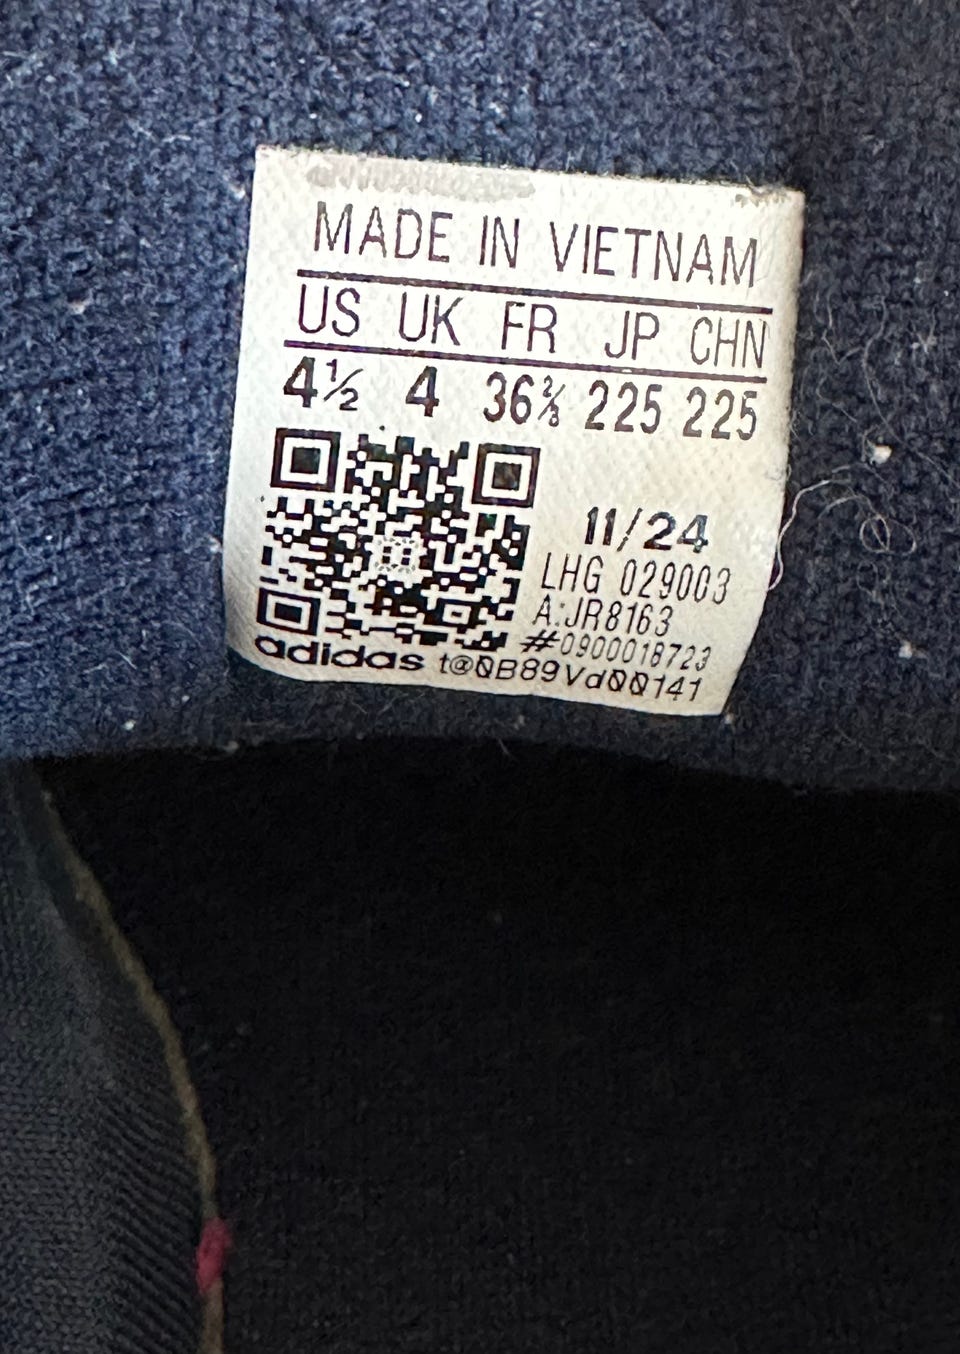 MADE IN VIETNAM
US UK FR JP CHN
4½ 4 36⅔ 225 225
11/24
LHG 029003
A:JR8163
#0900018723
adidas t@0B89Vd00141